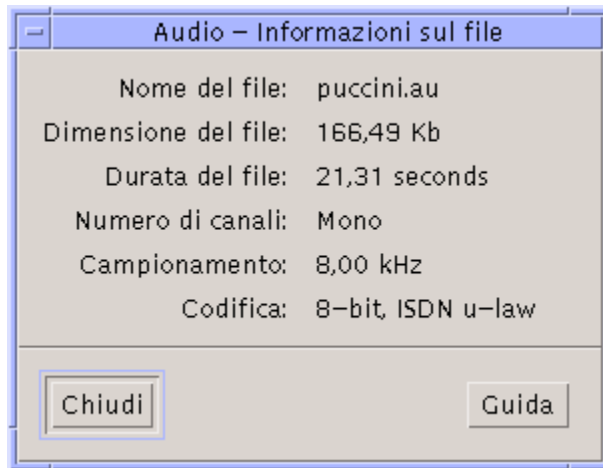 Audio – Informazioni sul file
Nome del file: puccini.au
Dimensione del file: 166,49 Kb
Durata del file: 21,31 seconds
Numero di canali: Mono
Campionamento: 8,00 kHz
Codifica: 8–bit, ISDN u–law
Chiudi Guida